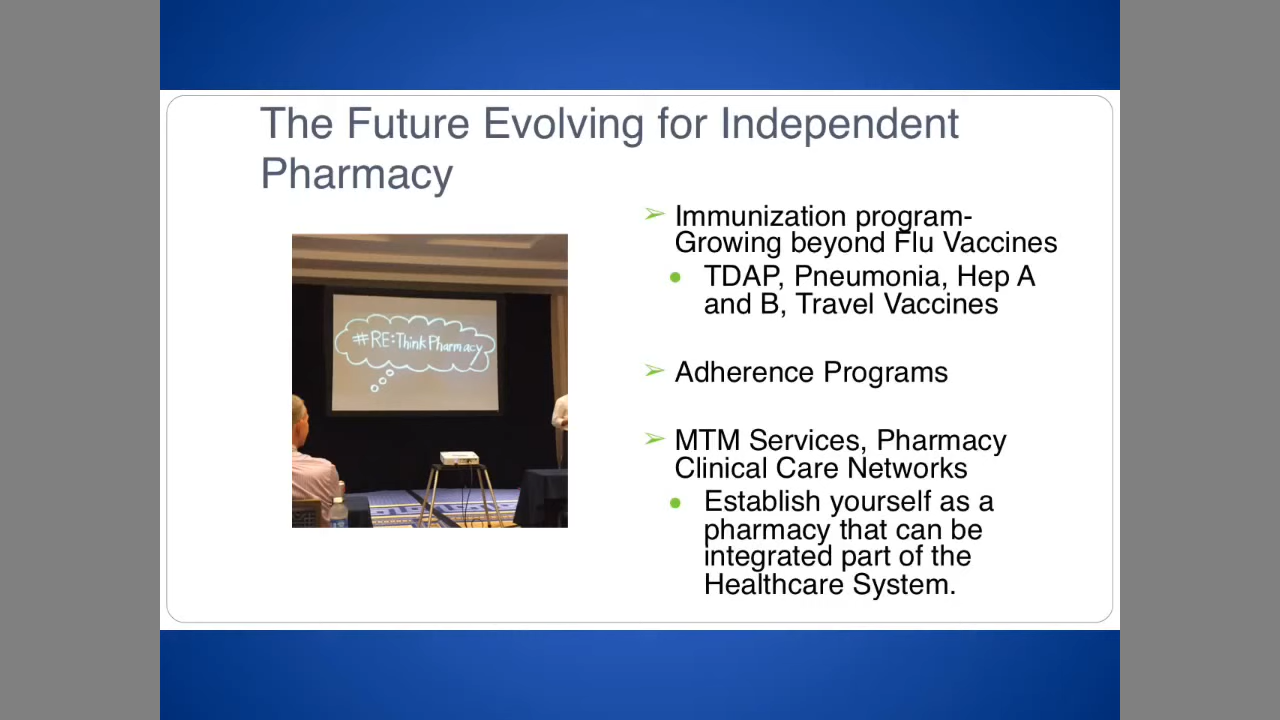 The Future Evolving for Independent
Pharmacy
#RE:ThinkPharmacy
➢ Immunization program-
Growing beyond Flu Vaccines
● TDAP, Pneumonia, Hep A
and B, Travel Vaccines
➢ Adherence Programs
➢ MTM Services, Pharmacy
Clinical Care Networks
● Establish yourself as a
pharmacy that can be
integrated part of the
Healthcare System.